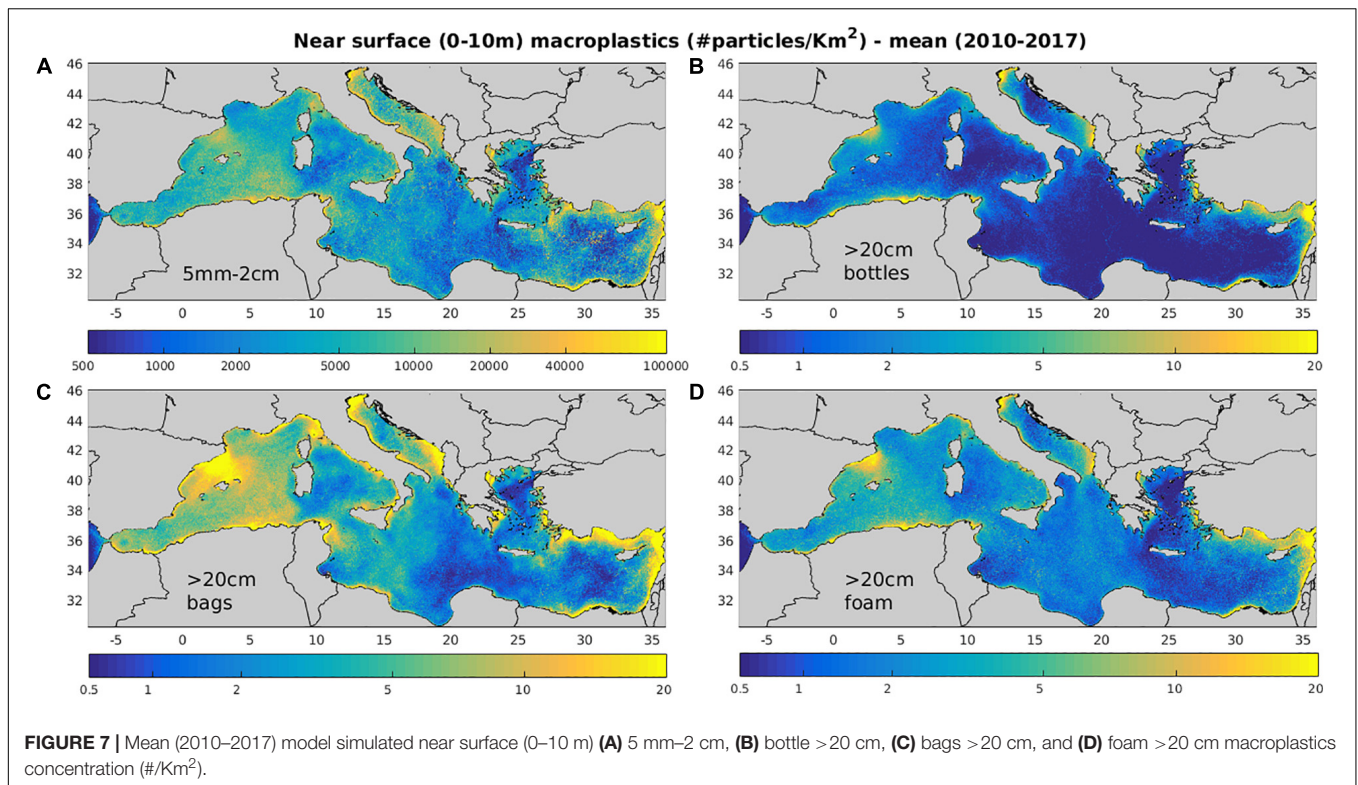 Near surface (0-10m) macroplastics (#particles/Km²) - mean (2010-2017)
A
46
44
42
40
38
36
34
32
5mm-2cm
-5 0 5 10 15 20 25 30 35
500 1000 2000 5000 10000 20000 40000 100000
B
46
44
42
40
38
36
34
32
>20cm
bottles
-5 0 5 10 15 20 25 30 35
0.5 1 2 5 10 20
C
46
44
42
40
38
36
34
32
>20cm
bags
-5 0 5 10 15 20 25 30 35
0.5 1 2 5 10 20
D
46
44
42
40
38
36
34
32
>20cm
foam
-5 0 5 10 15 20 25 30 35
0.5 1 2 5 10 20
FIGURE 7 | Mean (2010–2017) model simulated near surface (0–10 m) (A) 5 mm–2 cm, (B) bottle >20 cm, (C) bags >20 cm, and (D) foam >20 cm macroplastics
concentration (#/Km²).